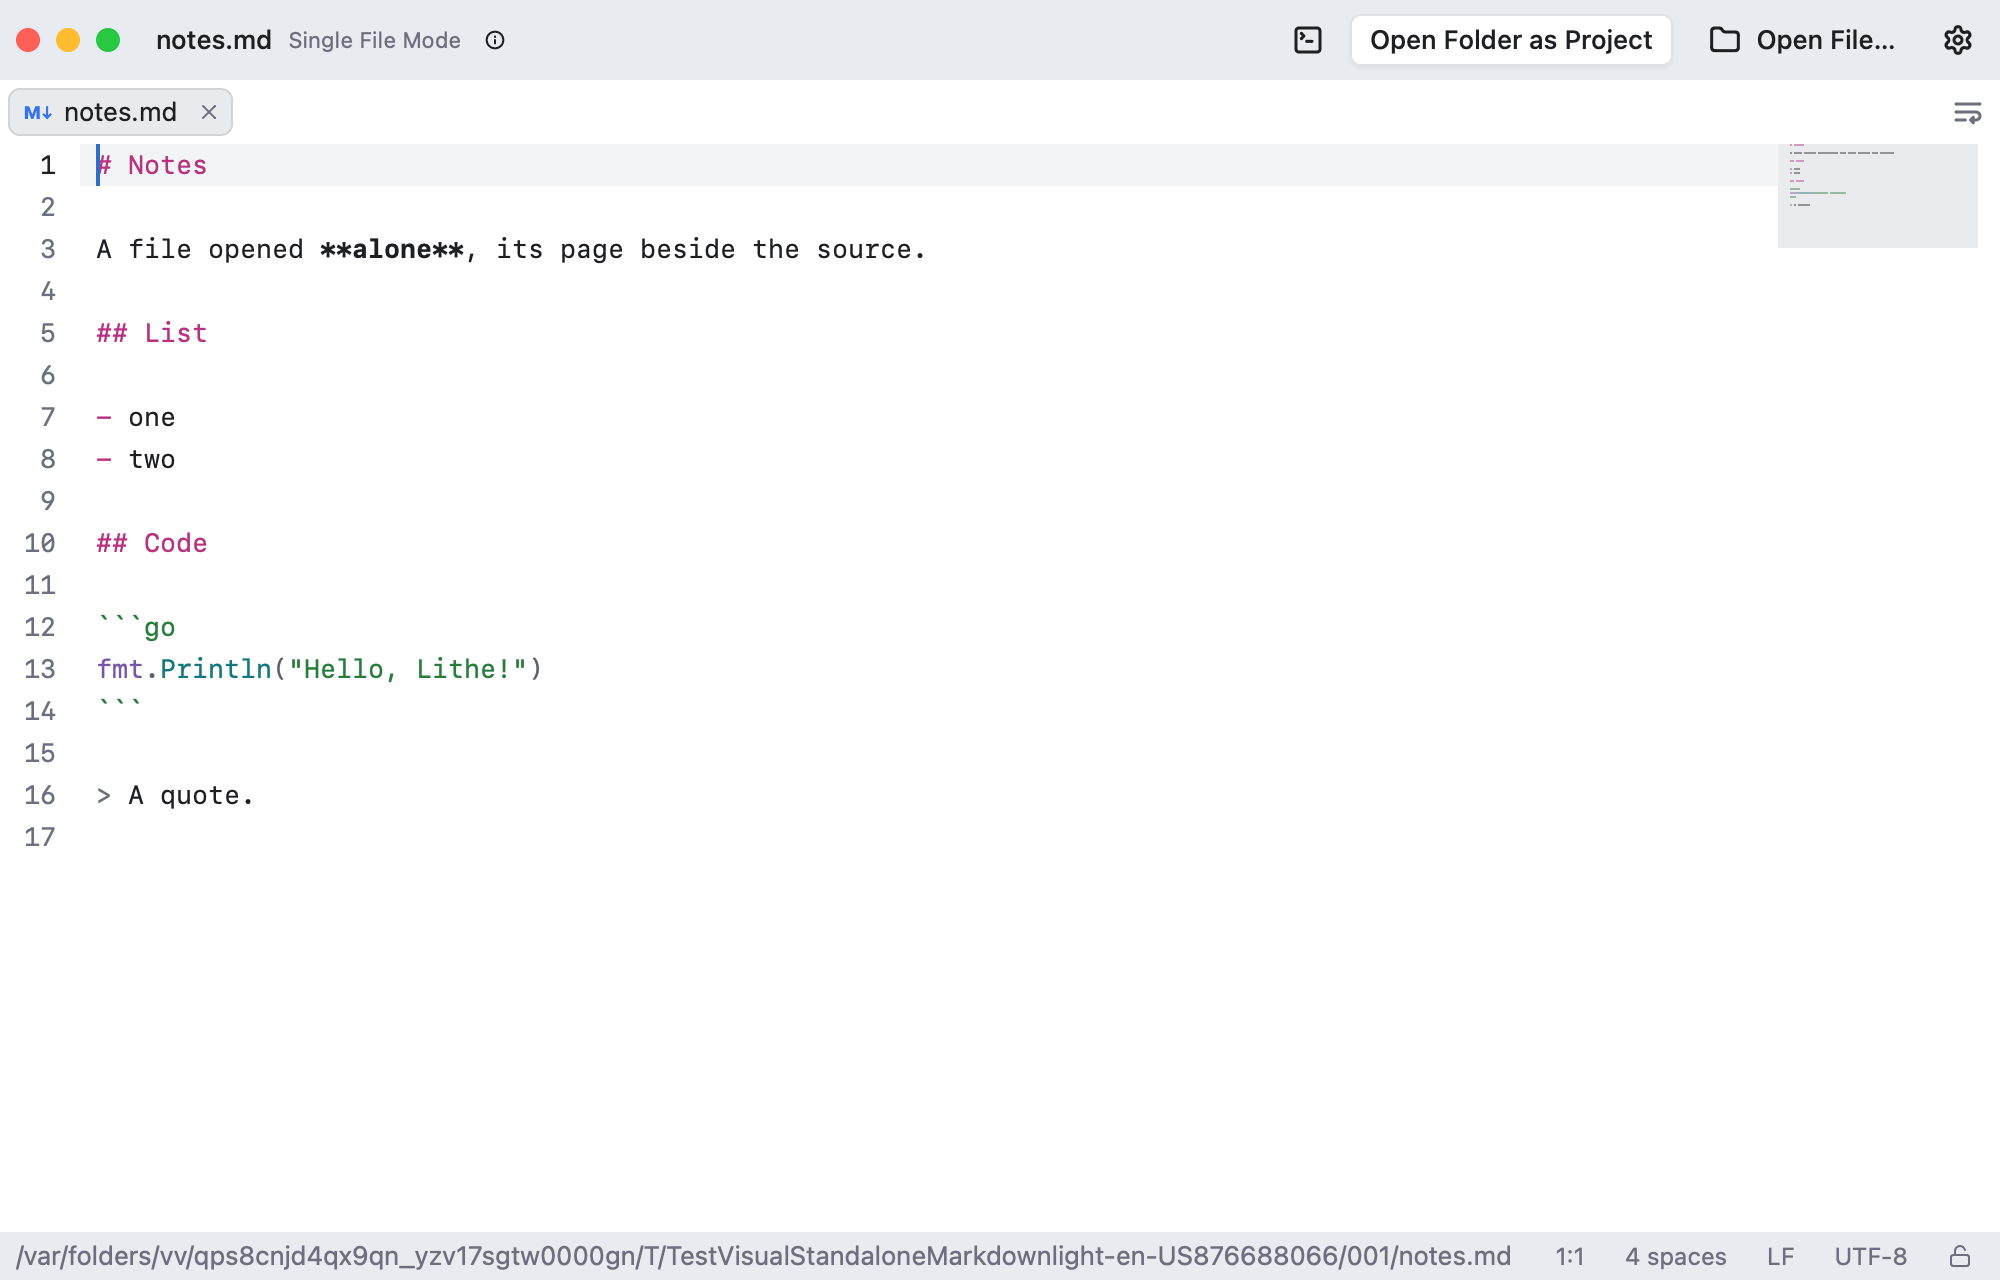 notes.md Single File Mode Open Folder as Project Open File...
M↓ notes.md
1 # Notes
2
3 A file opened **alone**, its page beside the source.
4
5 ## List
6
7 - one
8 - two
9
10 ## Code
11
12 ```go
13 fmt.Println("Hello, Lithe!")
14 ```
15
16 > A quote.
17
/var/folders/vv/qps8cnjd4qx9qn_yzv17sgtw0000gn/T/TestVisualStandaloneMarkdownlight-en-US876688066/001/notes.md 1:1 4 spaces LF UTF-8